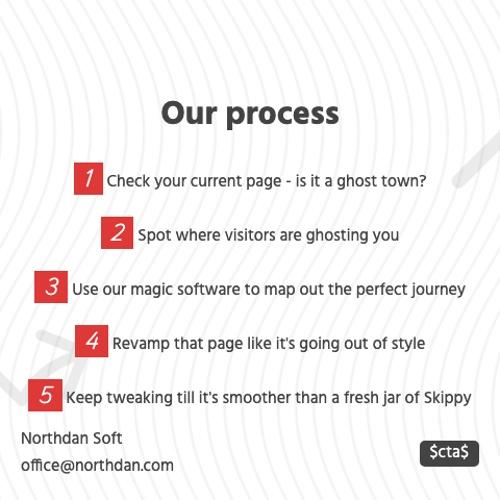 Our process
1 Check your current page - is it a ghost town?
2 Spot where visitors are ghosting you
3 Use our magic software to map out the perfect journey
4 Revamp that page like it's going out of style
5 Keep tweaking till it's smoother than a fresh jar of Skippy
Northdan Soft
office@northdan.com
$cta$